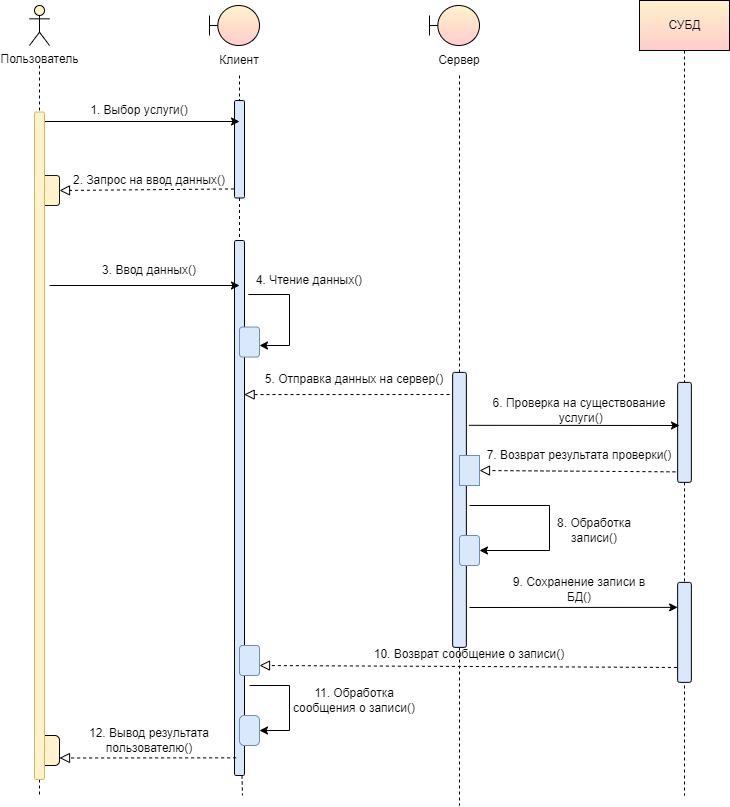 Пользователь
Клиент
Сервер
СУБД
1. Выбор услуги()
2. Запрос на ввод данных()
3. Ввод данных()
4. Чтение данных()
5. Отправка данных на сервер()
6. Проверка на существование
услуги()
7. Возврат результата проверки()
8. Обработка
записи()
9. Сохранение записи в
БД()
10. Возврат сообщение о записи()
11. Обработка
сообщения о записи()
12. Вывод результата
пользователю()